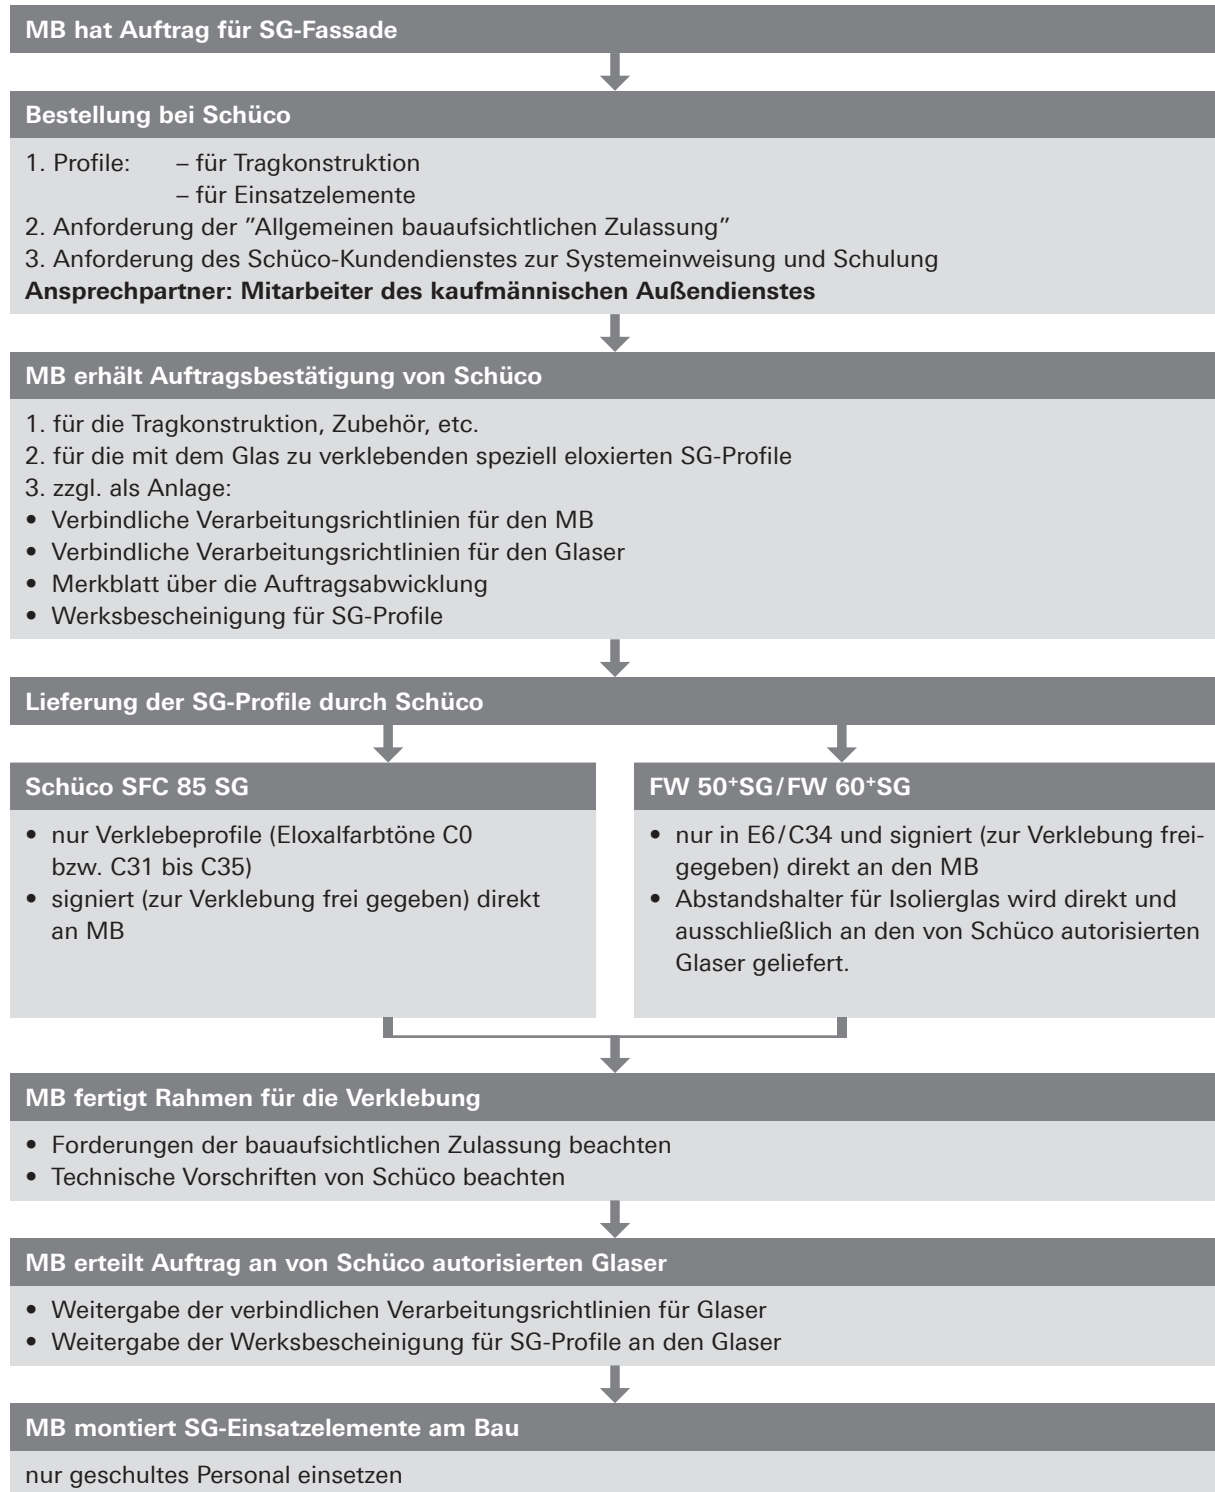 MB hat Auftrag für SG-Fassade
Bestellung bei Schüco
1. Profile: – für Tragkonstruktion
– für Einsatzelemente
2. Anforderung der ”Allgemeinen bauaufsichtlichen Zulassung”
3. Anforderung des Schüco-Kundendienstes zur Systemeinweisung und Schulung
Ansprechpartner: Mitarbeiter des kaufmännischen Außendienstes
MB erhält Auftragsbestätigung von Schüco
1. für die Tragkonstruktion, Zubehör, etc.
2. für die mit dem Glas zu verklebenden speziell eloxierten SG-Profile
3. zzgl. als Anlage:
• Verbindliche Verarbeitungsrichtlinien für den MB
• Verbindliche Verarbeitungsrichtlinien für den Glaser
• Merkblatt über die Auftragsabwicklung
• Werksbescheinigung für SG-Profile
Lieferung der SG-Profile durch Schüco
Schüco SFC 85 SG
• nur Verklebeprofile (Eloxalfarbtöne C0
bzw. C31 bis C35)
• signiert (zur Verklebung frei gegeben) direkt
an MB
FW 50⁺SG/FW 60⁺SG
• nur in E6/C34 und signiert (zur Verklebung frei-
gegeben) direkt an den MB
• Abstandshalter für Isolierglas wird direkt und
ausschließlich an den von Schüco autorisierten
Glaser geliefert.
MB fertigt Rahmen für die Verklebung
• Forderungen der bauaufsichtlichen Zulassung beachten
• Technische Vorschriften von Schüco beachten
MB erteilt Auftrag an von Schüco autorisierten Glaser
• Weitergabe der verbindlichen Verarbeitungsrichtlinien für Glaser
• Weitergabe der Werksbescheinigung für SG-Profile an den Glaser
MB montiert SG-Einsatzelemente am Bau
nur geschultes Personal einsetzen